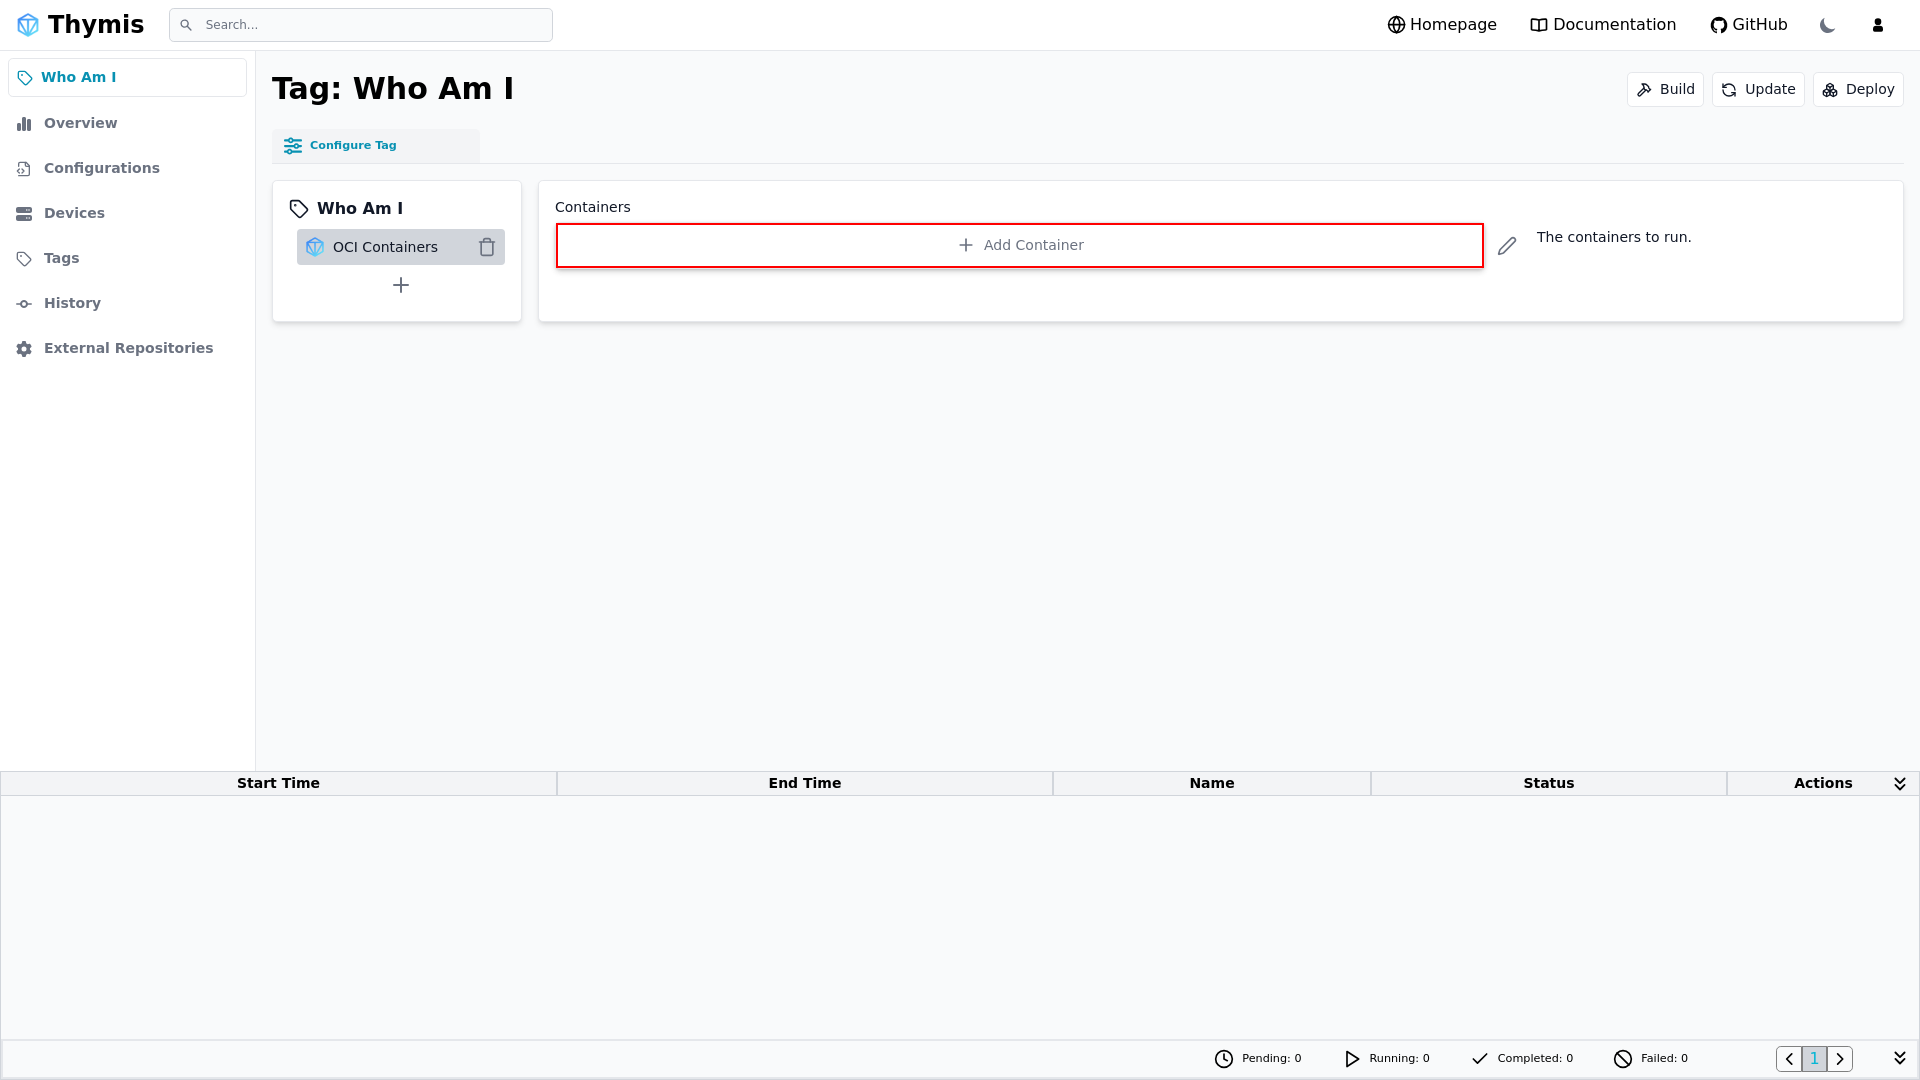 Thymis
Search...
Homepage
Documentation
GitHub
Who Am I
Overview
Configurations
Devices
Tags
History
External Repositories
Tag: Who Am I
Build
Update
Deploy
Configure Tag
Who Am I
OCI Containers
Containers
Add Container
The containers to run.
Start Time
End Time
Name
Status
Actions
Pending: 0
Running: 0
Completed: 0
Failed: 0
1